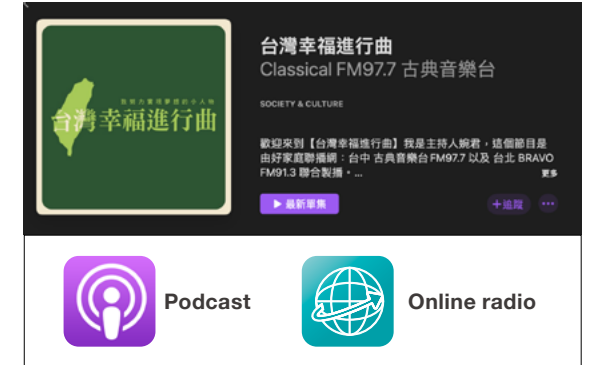 台灣幸福進行曲
Classical FM97.7 古典音樂台
SOCIETY & CULTURE
台灣幸福進行曲
歡迎來到【台灣幸福進行曲】我是主持人婉君,這個節目是
由好家庭聯播網:台中 古典音樂台 FM97.7 以及 台北 BRAVO
FM91.3 聯合製播。...
更多
▶ 最新單集
+追蹤
Podcast
Online radio